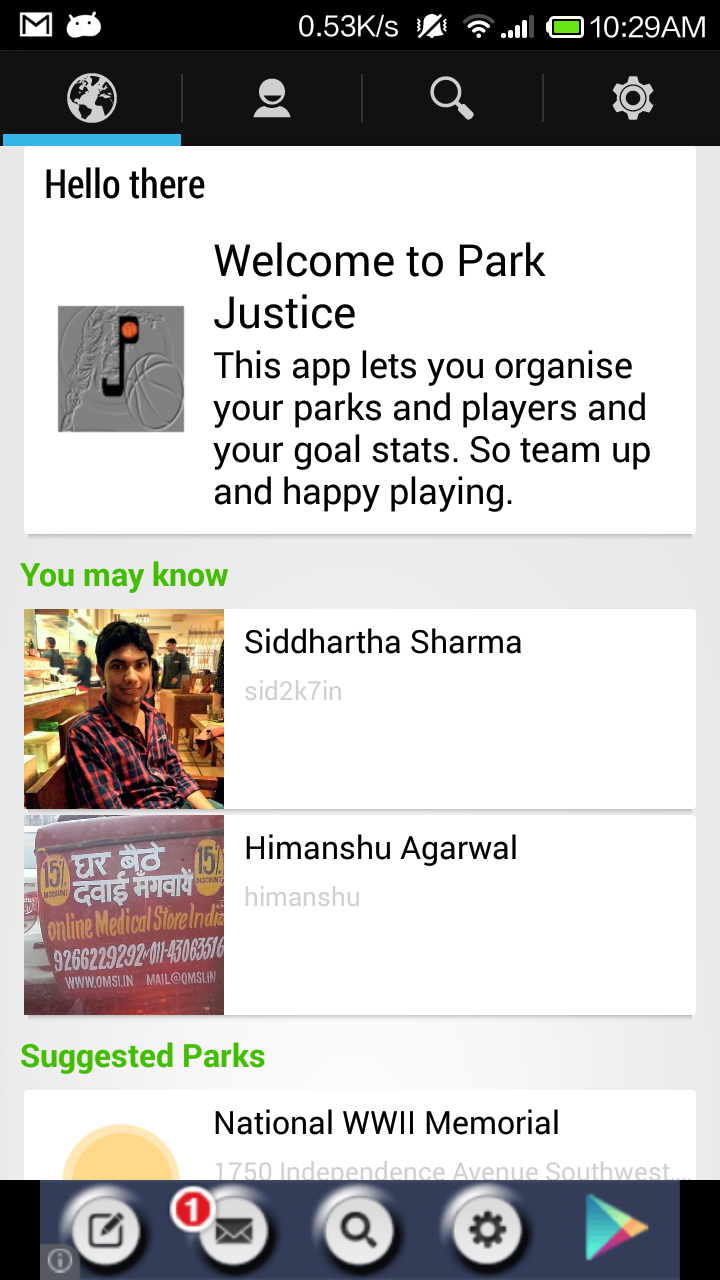 0.53K/s 10:29AM
Hello there
Welcome to Park
Justice
This app lets you organise
your parks and players and
your goal stats. So team up
and happy playing.
You may know
Siddhartha Sharma
sid2k7in
15% घर बैठे 15%
DISCOUNT दवाई मँगवायें DISCOUNT
online Medical Store India
9266229292~011-43063516
WWW.OMSI.IN MAIL@OMSI.IN
Himanshu Agarwal
himanshu
Suggested Parks
National WWII Memorial
1750 Independence Avenue Southwest,...
1